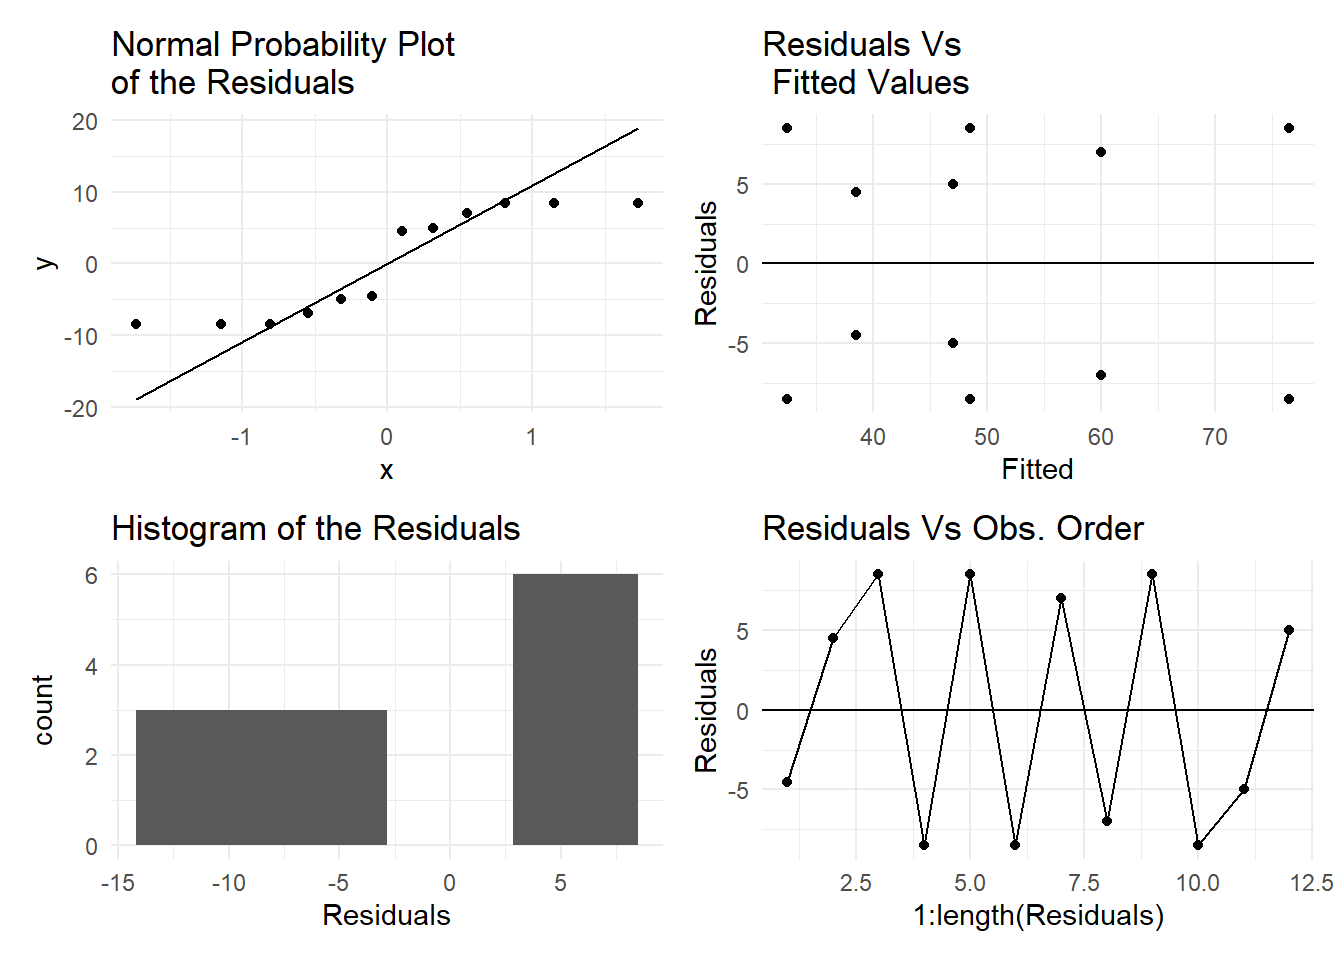 Normal Probability Plot
of the Residuals
20
10
0
-10
-20
y
-1
0
1
x
Residuals Vs
Fitted Values
5
0
-5
Residuals
40
50
60
70
Fitted
Histogram of the Residuals
6
4
2
0
count
-15
-10
-5
0
5
Residuals
Residuals Vs Obs. Order
5
0
-5
Residuals
2.5
5.0
7.5
10.0
12.5
1:length(Residuals)